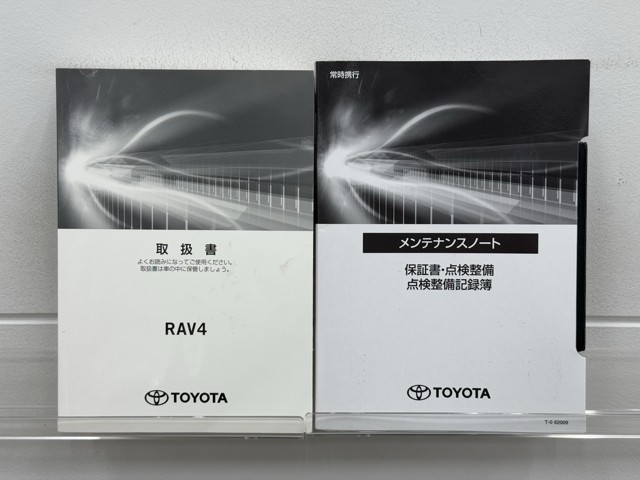 取扱書
よくお読みになってご使用ください。
取扱書は車の中に保管しましょう。
RAV4
TOYOTA
常時携行
メンテナンスノート
保証書・点検整備
点検整備記録簿
TOYOTA